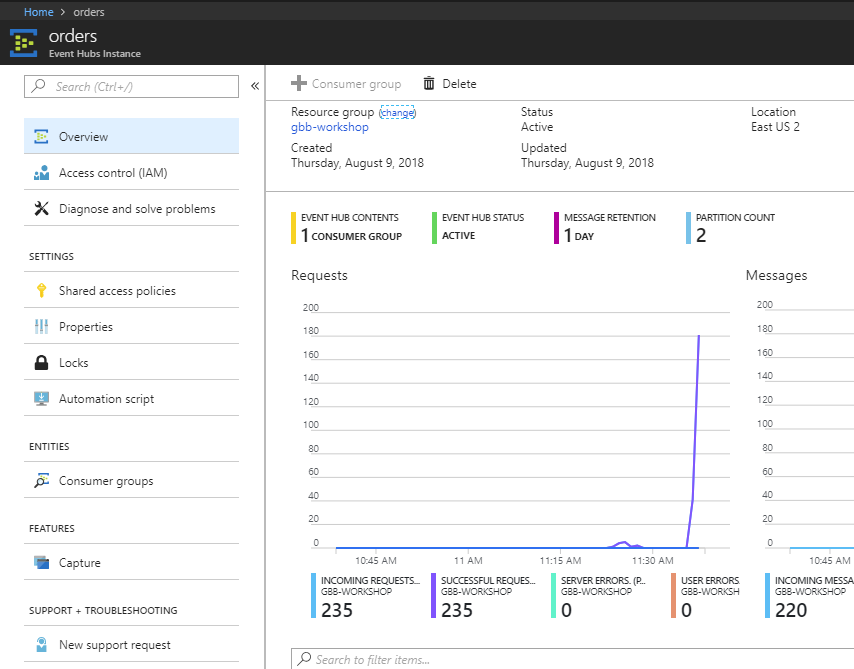 Home > orders
orders
Event Hubs Instance
Search (Ctrl+/)
«
Overview
Access control (IAM)
Diagnose and solve problems
SETTINGS
Shared access policies
Properties
Locks
Automation script
ENTITIES
Consumer groups
FEATURES
Capture
SUPPORT + TROUBLESHOOTING
New support request
Consumer group
Delete
Resource group (change)
gbb-workshop
Status
Active
Location
East US 2
Created
Thursday, August 9, 2018
Updated
Thursday, August 9, 2018
EVENT HUB CONTENTS
1 CONSUMER GROUP
EVENT HUB STATUS
ACTIVE
MESSAGE RETENTION
1 DAY
PARTITION COUNT
2
Requests
200
180
160
140
120
100
80
60
40
20
0
10:45 AM
11 AM
11:15 AM
11:30 AM
INCOMING REQUESTS...
GBB-WORKSHOP
235
SUCCESSFUL REQUES...
GBB-WORKSHOP
235
SERVER ERRORS. (P...
GBB-WORKSHOP
0
USER ERRORS.
GBB-WORKSH
0
Messages
200
180
160
140
120
100
80
60
40
20
0
10:45 AM
INCOMING MESSA
GBB-WORKSHOP
220
Search to filter items...